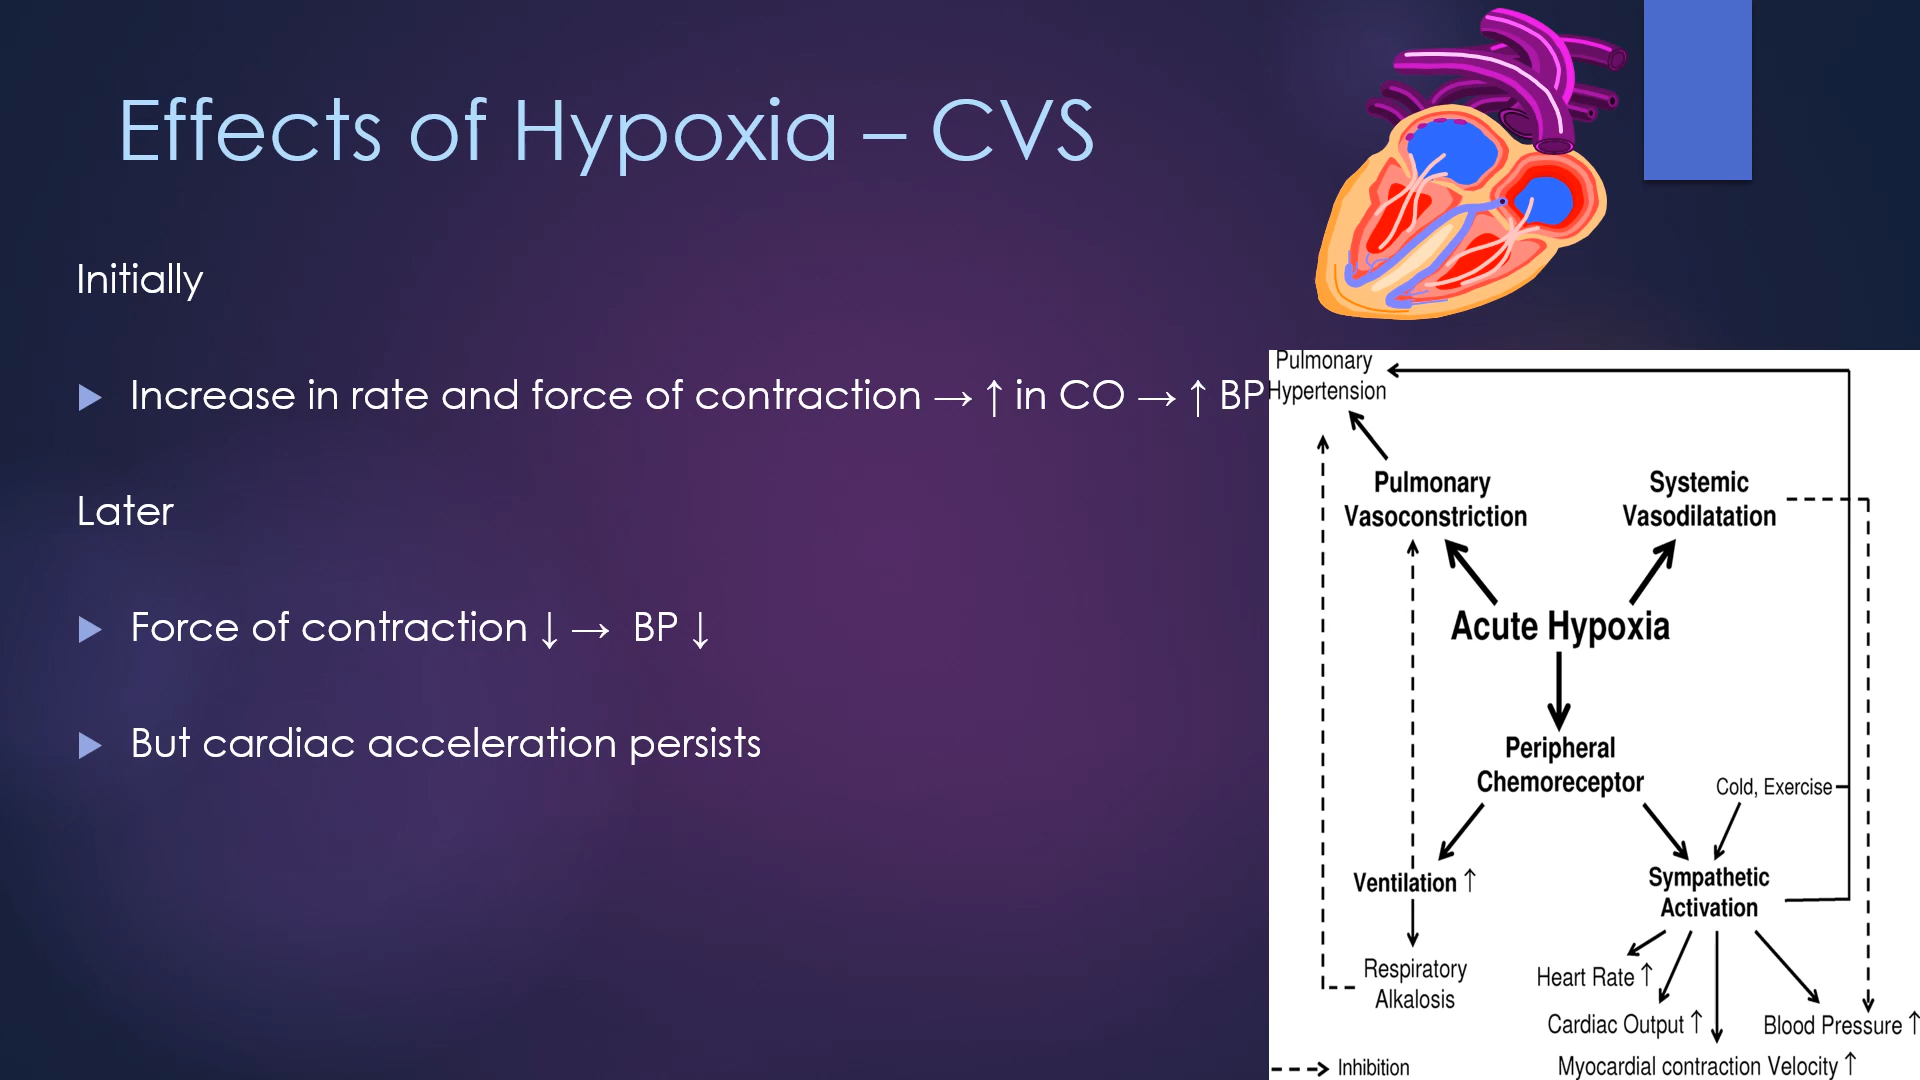 Effects of Hypoxia – CVS
Initially
Increase in rate and force of contraction → ↑ in CO → ↑ BP
Later
Force of contraction ↓ → BP ↓
But cardiac acceleration persists
Pulmonary
Hypertension
Pulmonary
Vasoconstriction
Systemic
Vasodilatation
Acute Hypoxia
Peripheral
Chemoreceptor
Cold, Exercise
Ventilation ↑
Sympathetic
Activation
Respiratory
Alkalosis
Heart Rate ↑
Cardiac Output ↑
Blood Pressure ↑
Myocardial contraction Velocity ↑
Inhibition